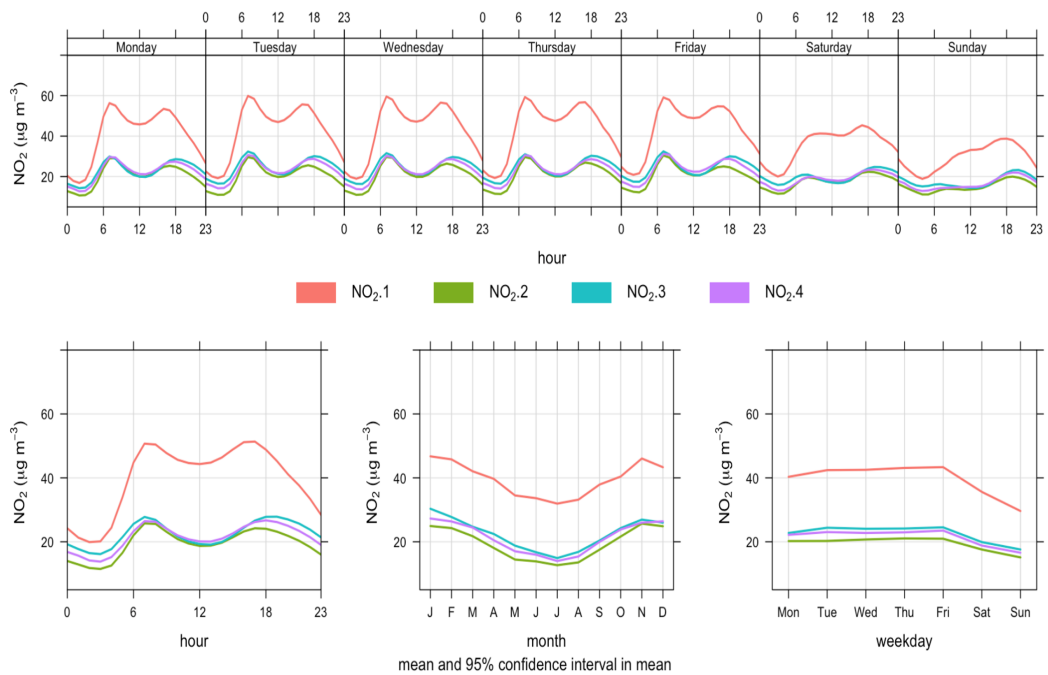 0 6 12 18 23 0 6 12 18 23 0 6 12 18 23
Monday Tuesday Wednesday Thursday Friday Saturday Sunday
NO₂ (μg m⁻³)
60
40
20
0 6 12 18 23 0 6 12 18 23 0 6 12 18 23 0 6 12 18 23
hour
NO₂.1 NO₂.2 NO₂.3 NO₂.4
NO₂ (μg m⁻³)
60
40
20
0 6 12 18 23
hour
NO₂ (μg m⁻³)
60
40
20
J F M A M J J A S O N D
month
NO₂ (μg m⁻³)
60
40
20
Mon Tue Wed Thu Fri Sat Sun
weekday
mean and 95% confidence interval in mean